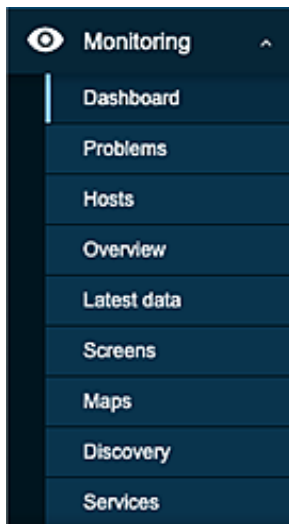 Monitoring
Dashboard
Problems
Hosts
Overview
Latest data
Screens
Maps
Discovery
Services